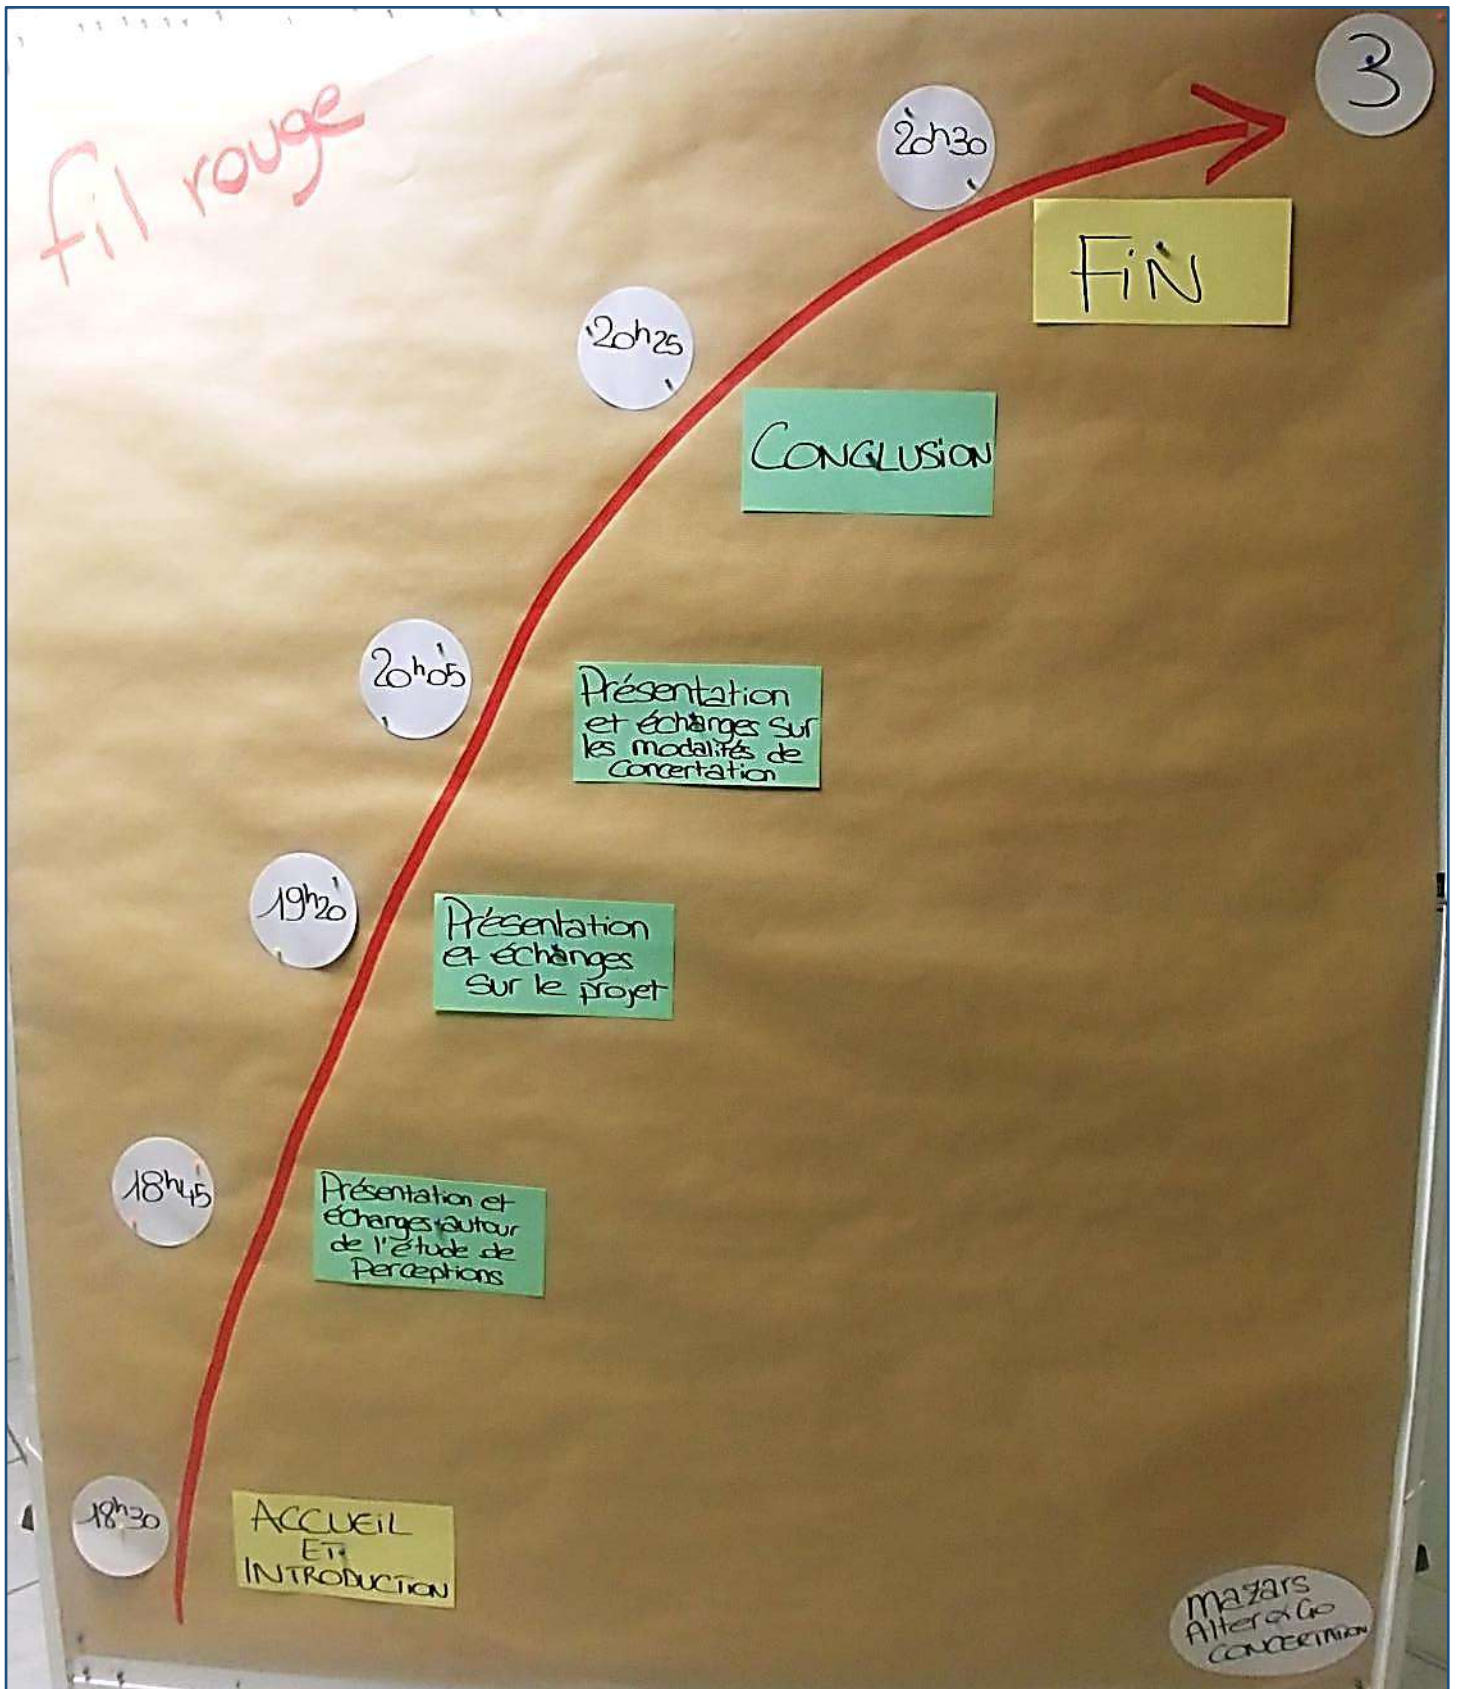 fil rouge
3
20h30
FIN
20h25
CONCLUSION
20h05
Présentation
et échanges sur
les modalités de
concertation
19h20
Présentation
et échanges
sur le projet
18h45
Présentation et
échanges autour
de l'étude de
Perceptions
18h30
ACCUEIL
ET
INTRODUCTION
mazars
Alter&Go
CONCERTATION